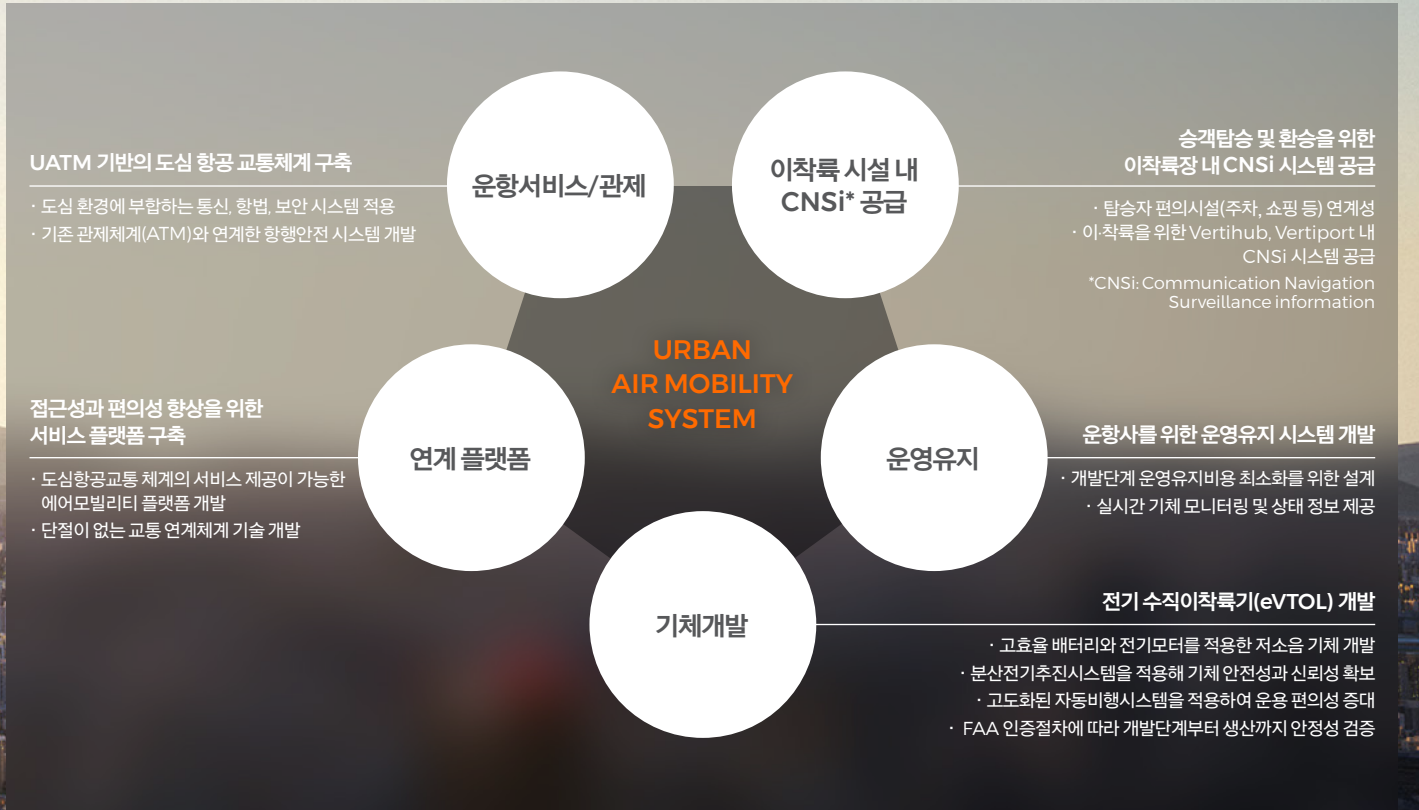 UATM 기반의 도심 항공 교통체계 구축
· 도심 환경에 부합하는 통신, 항법, 보안 시스템 적용
· 기존 관제체계(ATM)와 연계한 항행안전 시스템 개발
운항서비스/관제
이착륙 시설 내
CNSi* 공급
승객탑승 및 환승을 위한
이착륙장 내 CNSi 시스템 공급
· 탑승자 편의시설(주차, 쇼핑 등) 연계성
· 이·착륙을 위한 Vertihub, Vertiport 내
CNSi 시스템 공급
*CNSi: Communication Navigation
Surveillance information
URBAN
AIR MOBILITY
SYSTEM
접근성과 편의성 향상을 위한
서비스 플랫폼 구축
· 도심항공교통 체계의 서비스 제공이 가능한
에어모빌리티 플랫폼 개발
· 단절이 없는 교통 연계체계 기술 개발
연계 플랫폼
운영유지
운항사를 위한 운영유지 시스템 개발
· 개발단계 운영유지비용 최소화를 위한 설계
· 실시간 기체 모니터링 및 상태 정보 제공
기체개발
전기 수직이착륙기(eVTOL) 개발
· 고효율 배터리와 전기모터를 적용한 저소음 기체 개발
· 분산전기추진시스템을 적용해 기체 안전성과 신뢰성 확보
· 고도화된 자동비행시스템을 적용하여 운용 편의성 증대
· FAA 인증절차에 따라 개발단계부터 생산까지 안정성 검증